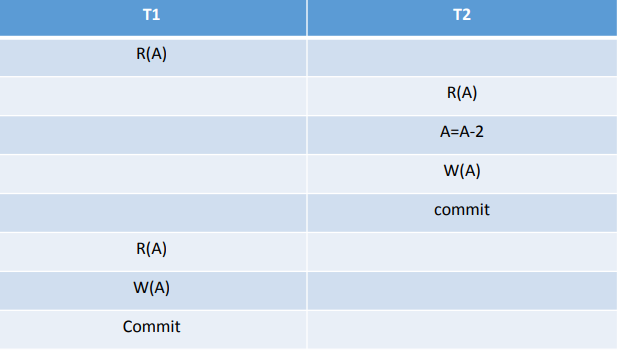 T1 T2
R(A)
R(A)
A=A-2
W(A)
commit
R(A)
W(A)
Commit